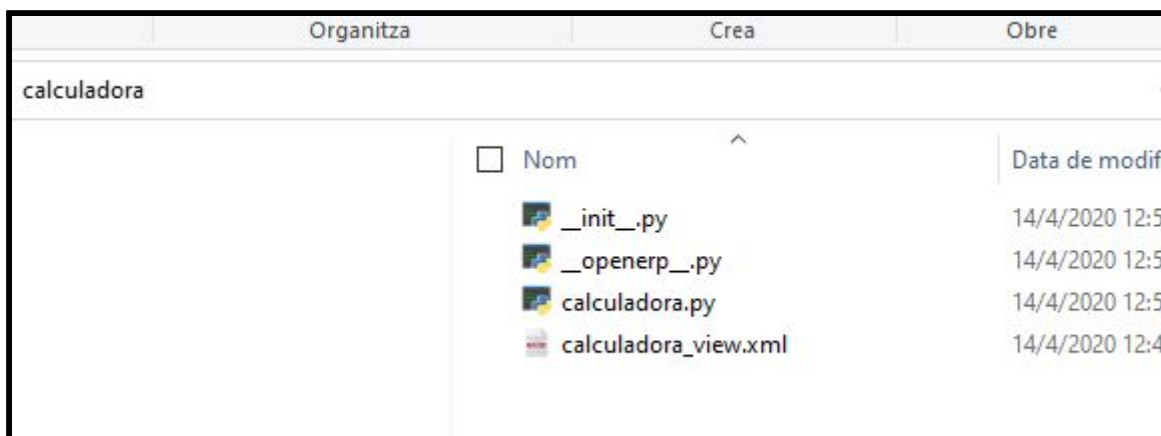 Organitza Crea Obre
calculadora
Nom Data de modif
__init__.py 14/4/2020 12:5
__openerp__.py 14/4/2020 12:5
calculadora.py 14/4/2020 12:5
calculadora_view.xml 14/4/2020 12:4